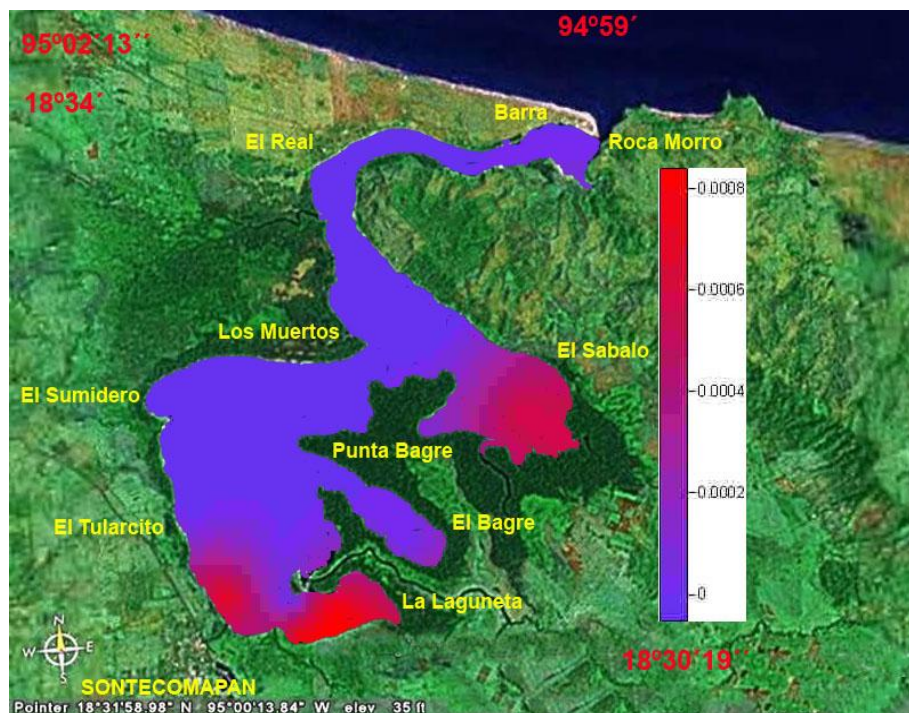 94º59´
95º02´13´´
18º34´
Barra
El Real
Roca Morro
0.0008
0.0006
Los Muertos
El Sabalo
El Sumidero
0.0004
Punta Bagre
0.0002
El Tularcito
El Bagre
0
La Laguneta
N
W E
S
18º30´19´´
SONTECOMAPAN
Pointer 18°31'58.98" N 95°00'13.84" W elev 35 ft